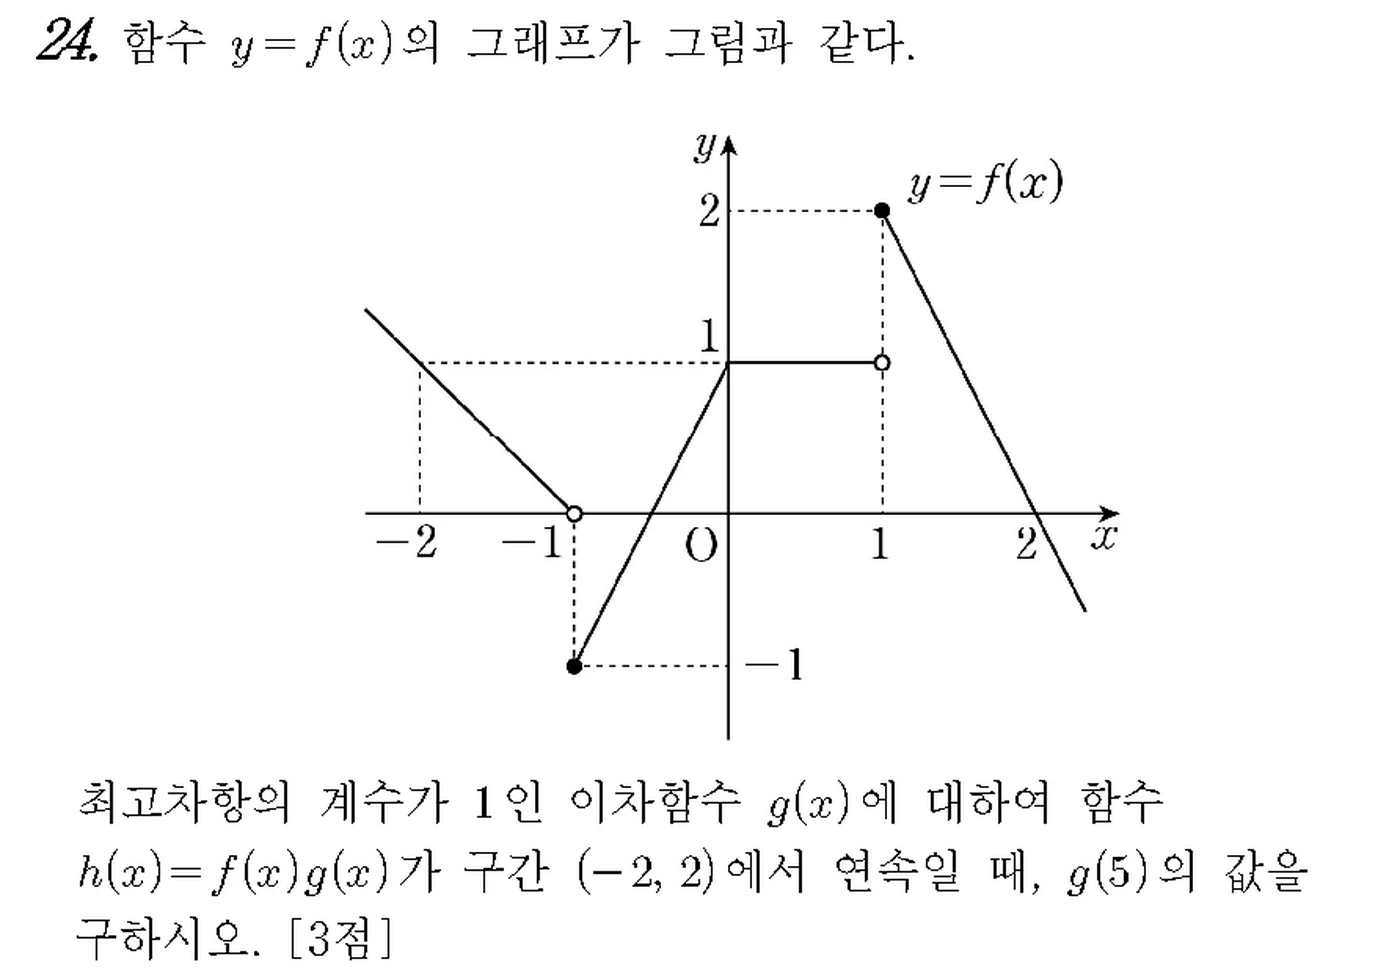 24. 함수 y=f(x)의 그래프가 그림과 같다.
y
y=f(x)
2
1
-2
-1
O
1
2
x
-1
최고차항의 계수가 1인 이차함수 g(x)에 대하여 함수
h(x)=f(x)g(x)가 구간 (-2, 2)에서 연속일 때, g(5)의 값을
구하시오. [3점]